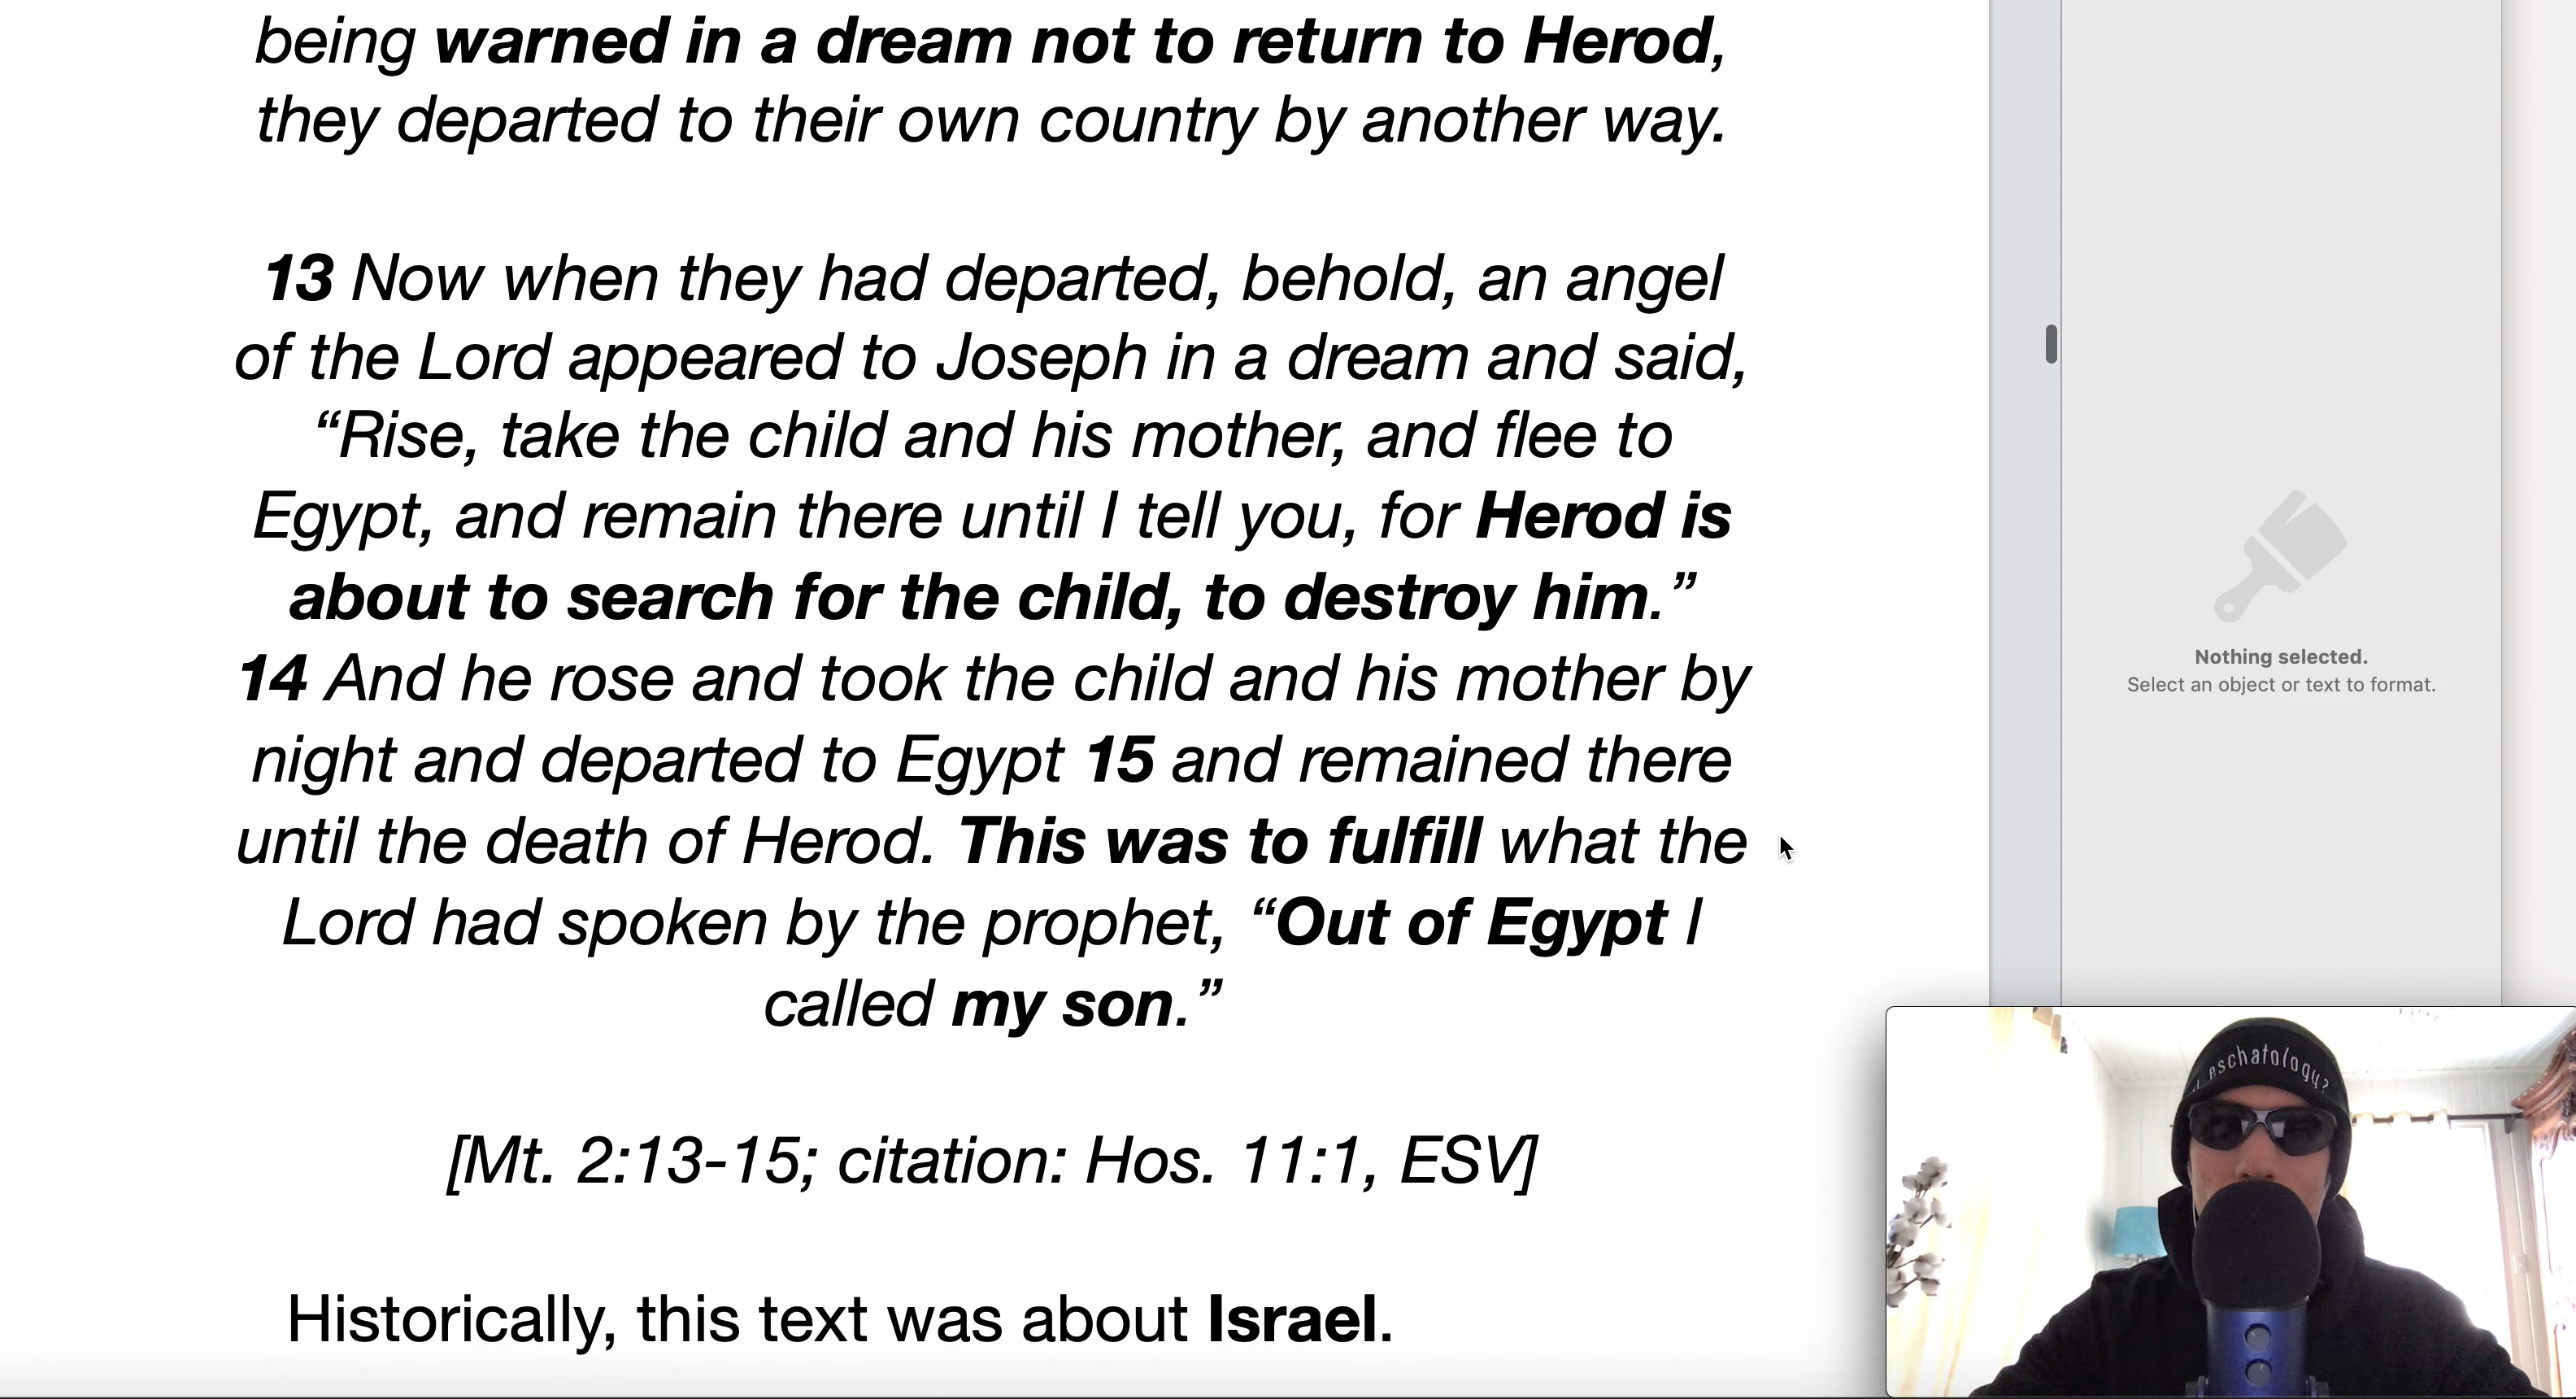 being warned in a dream not to return to Herod,
they departed to their own country by another way.
13 Now when they had departed, behold, an angel
of the Lord appeared to Joseph in a dream and said,
“Rise, take the child and his mother, and flee to
Egypt, and remain there until I tell you, for Herod is
about to search for the child, to destroy him.”
14 And he rose and took the child and his mother by
night and departed to Egypt 15 and remained there
until the death of Herod. This was to fulfill what the
Lord had spoken by the prophet, “Out of Egypt I
called my son.”
[Mt. 2:13-15; citation: Hos. 11:1, ESV]
Historically, this text was about Israel.
Nothing selected.
Select an object or text to format.
eschatology?